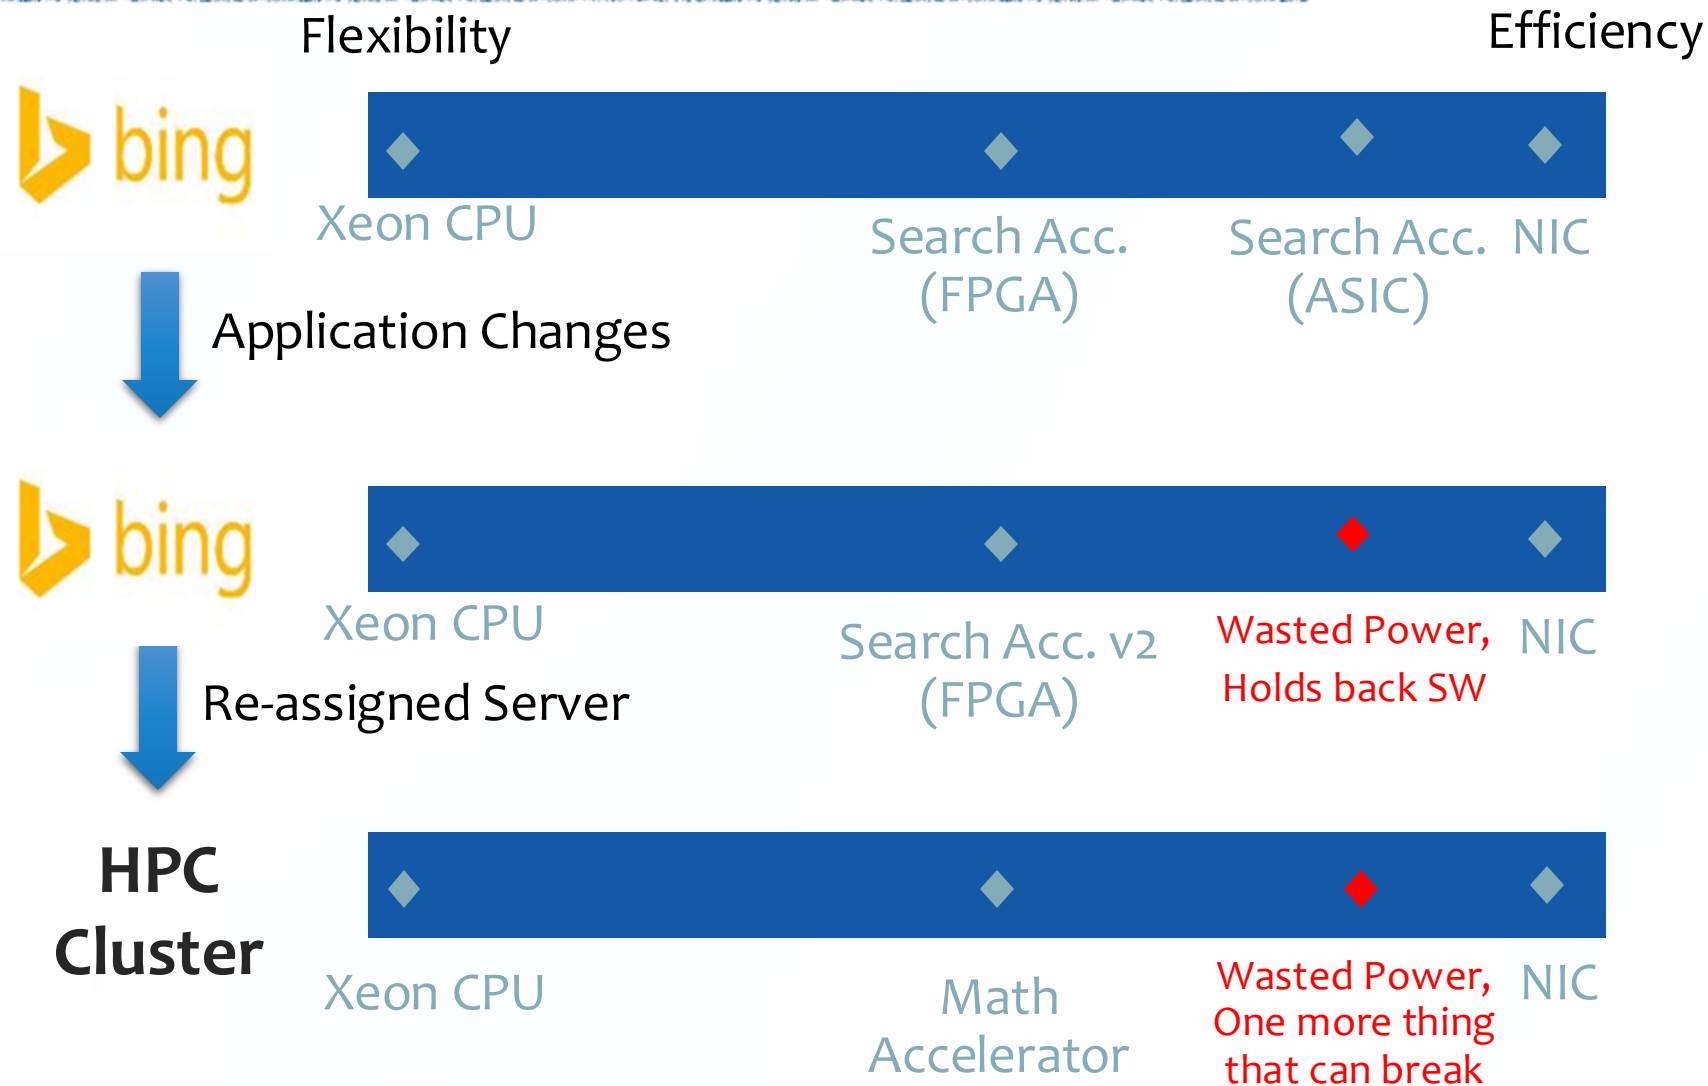 Flexibility
Efficiency
bing
Xeon CPU
Search Acc.
(FPGA)
Search Acc.
(ASIC)
NIC
Application Changes
bing
Xeon CPU
Search Acc. v2
(FPGA)
Wasted Power,
Holds back SW
NIC
Re-assigned Server
HPC
Cluster
Xeon CPU
Math
Accelerator
Wasted Power,
One more thing
that can break
NIC